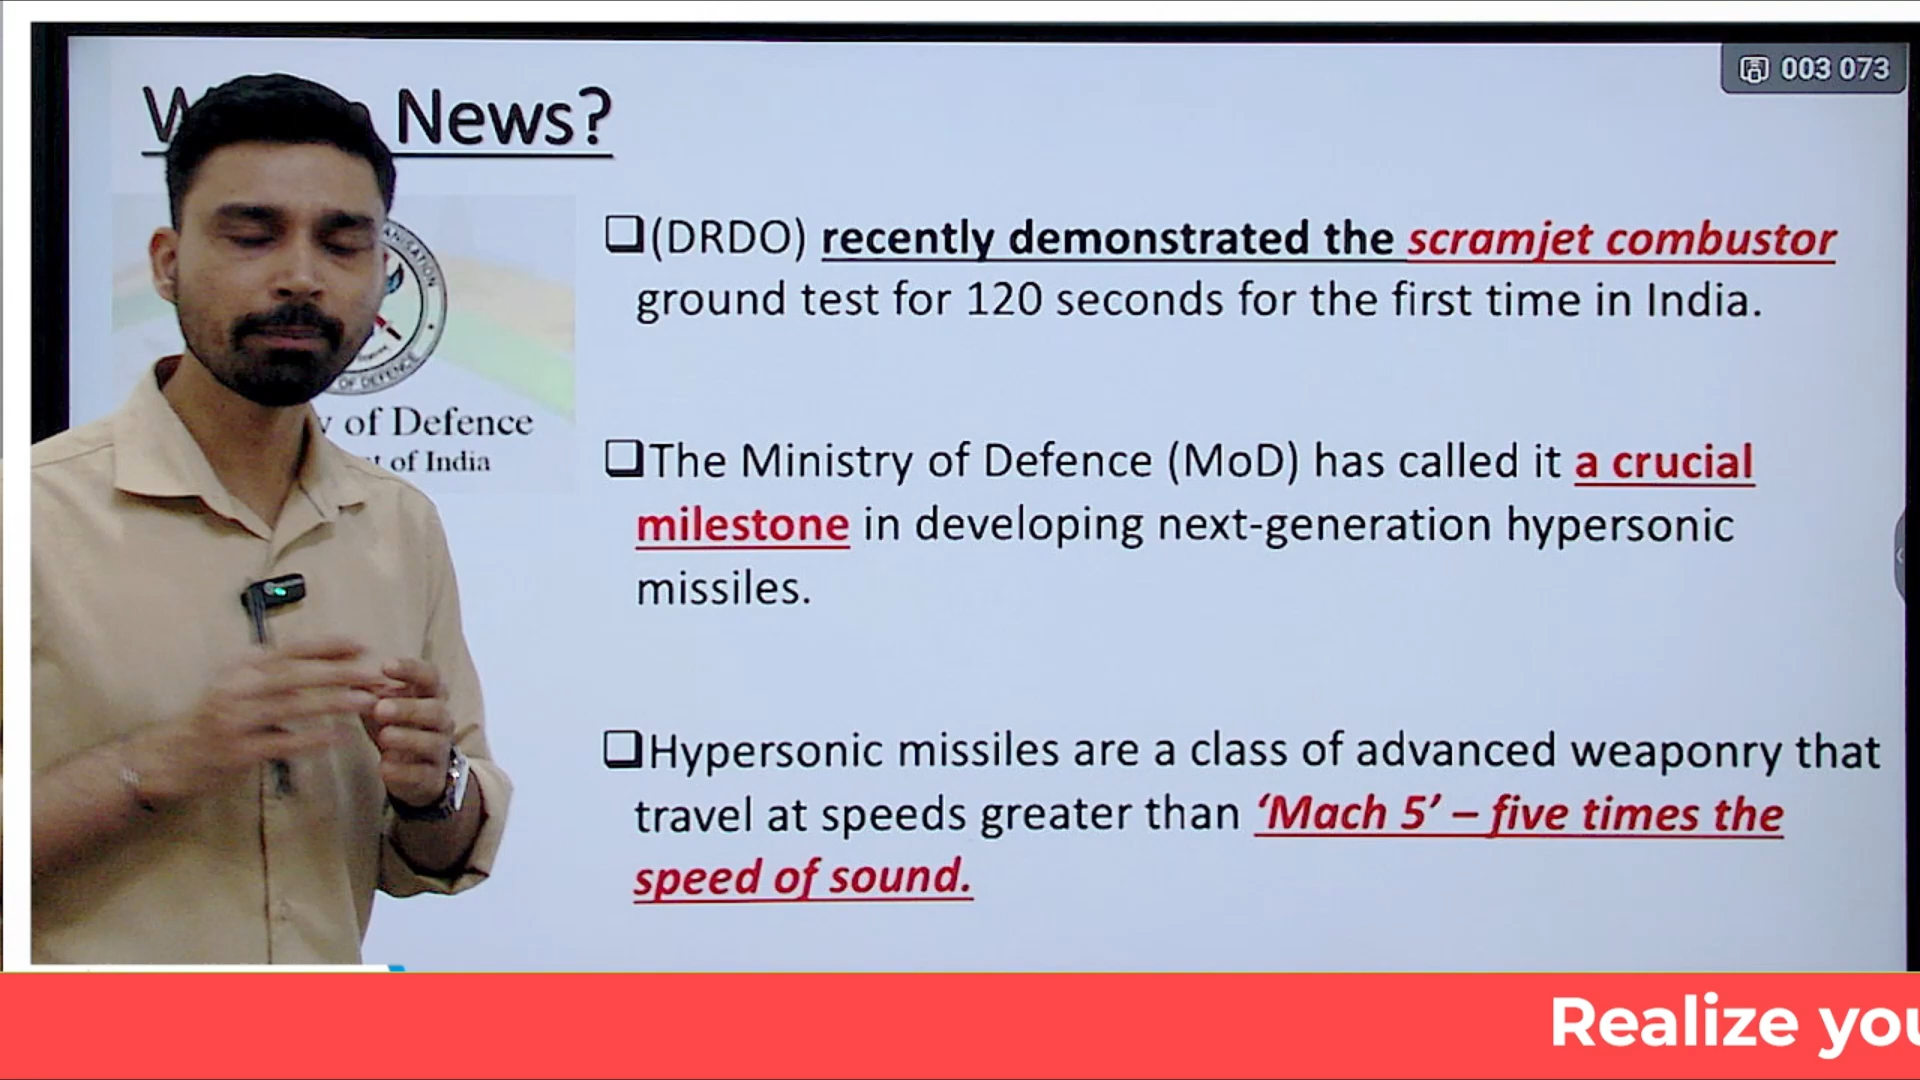 News?
003 073
❑(DRDO) recently demonstrated the scramjet combustor
ground test for 120 seconds for the first time in India.
ANISATION
OF DEFENCE
of Defence
of India
❑The Ministry of Defence (MoD) has called it a crucial
milestone in developing next-generation hypersonic
missiles.
❑Hypersonic missiles are a class of advanced weaponry that
travel at speeds greater than ‘Mach 5’ – five times the
speed of sound.
Realize you